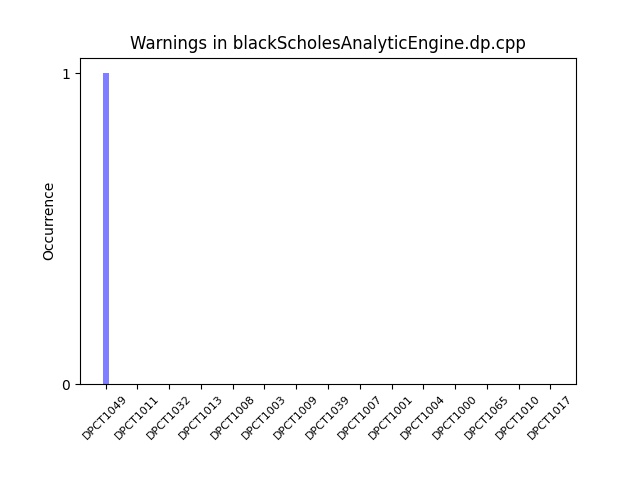 Warnings in blackScholesAnalyticEngine.dp.cpp
1
Occurrence
0
DPCT1049
DPCT1011
DPCT1032
DPCT1013
DPCT1008
DPCT1003
DPCT1009
DPCT1039
DPCT1007
DPCT1001
DPCT1004
DPCT1000
DPCT1065
DPCT1010
DPCT1017